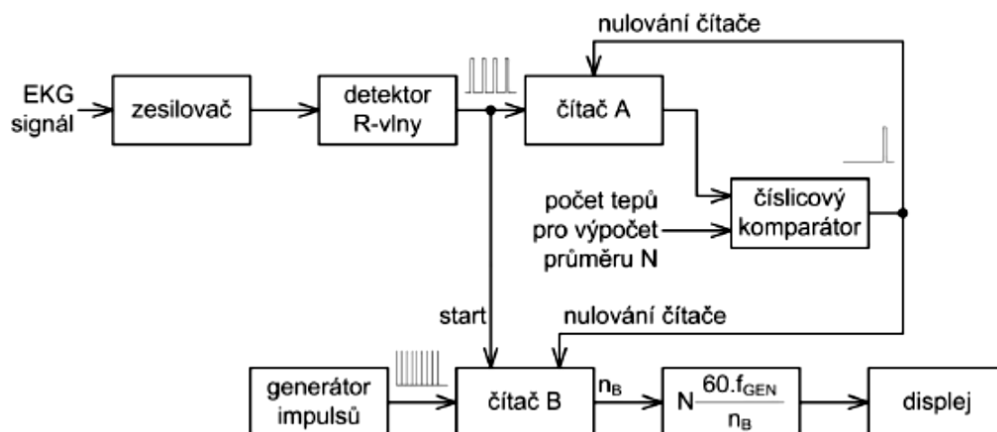 nulování čítače
EKG
signál
zesilovač
detektor
R-vlny
čítač A
počet tepů
pro výpočet
průměru N
číslicový
komparátor
start
nulování čítače
generátor
impulsů
čítač B
n_B
N 60.f_GEN
n_B
displej